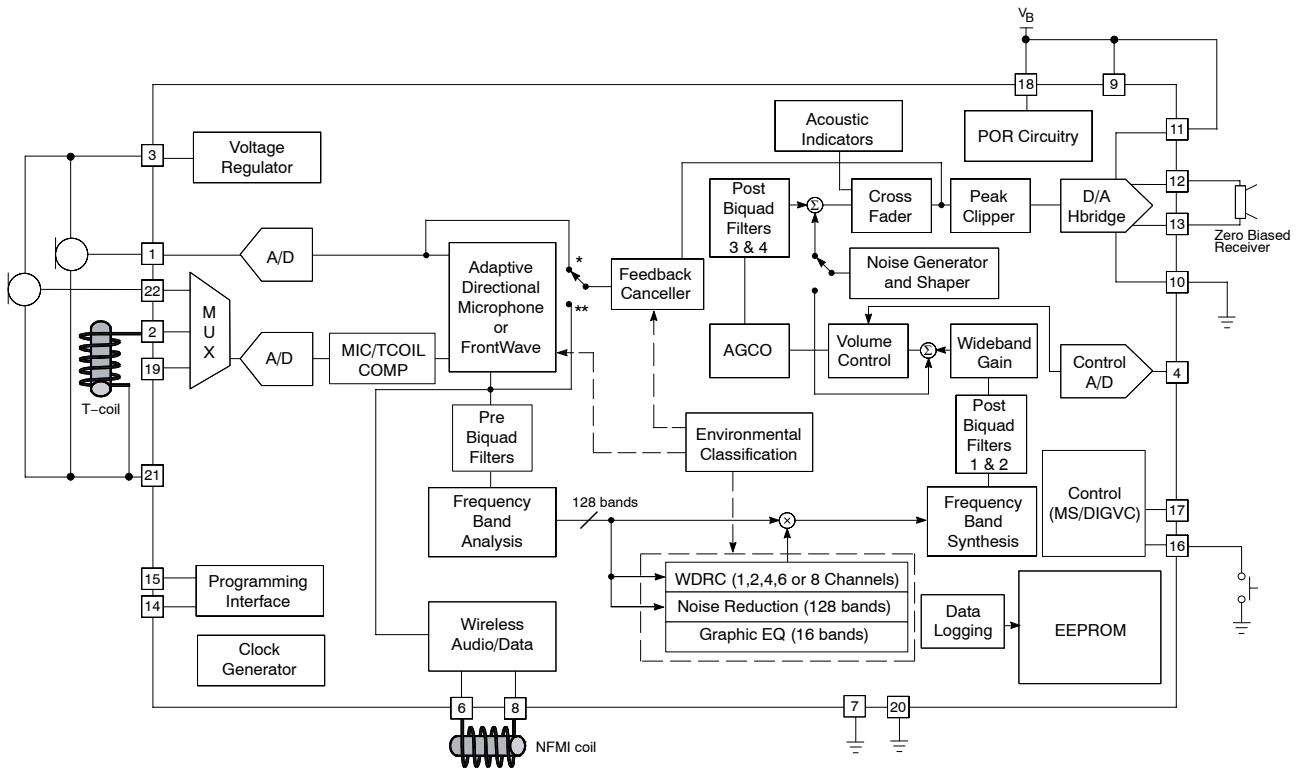 VB
18
9
Acoustic
Indicators
POR Circuitry
11
3
Voltage
Regulator
12
Post
Biquad
Filters
3 & 4
Σ
Cross
Fader
Peak
Clipper
D/A
Hbridge
13
Zero Biased
Receiver
1
A/D
Adaptive
Directional
Microphone
or
FrontWave
*
**
Feedback
Canceller
Noise Generator
and Shaper
10
22
2
19
MUX
T−coil
A/D
MIC/TCOIL
COMP
AGCO
Volume
Control
Σ
Wideband
Gain
Control
A/D
4
Pre
Biquad
Filters
Environmental
Classification
Post
Biquad
Filters
1 & 2
21
Frequency
Band
Analysis
128 bands
×
Frequency
Band
Synthesis
Control
(MS/DIGVC)
17
16
15
14
Programming
Interface
WDRC (1,2,4,6 or 8 Channels)
Noise Reduction (128 bands)
Graphic EQ (16 bands)
Data
Logging
EEPROM
Wireless
Audio/Data
Clock
Generator
6
8
7
20
NFMI coil